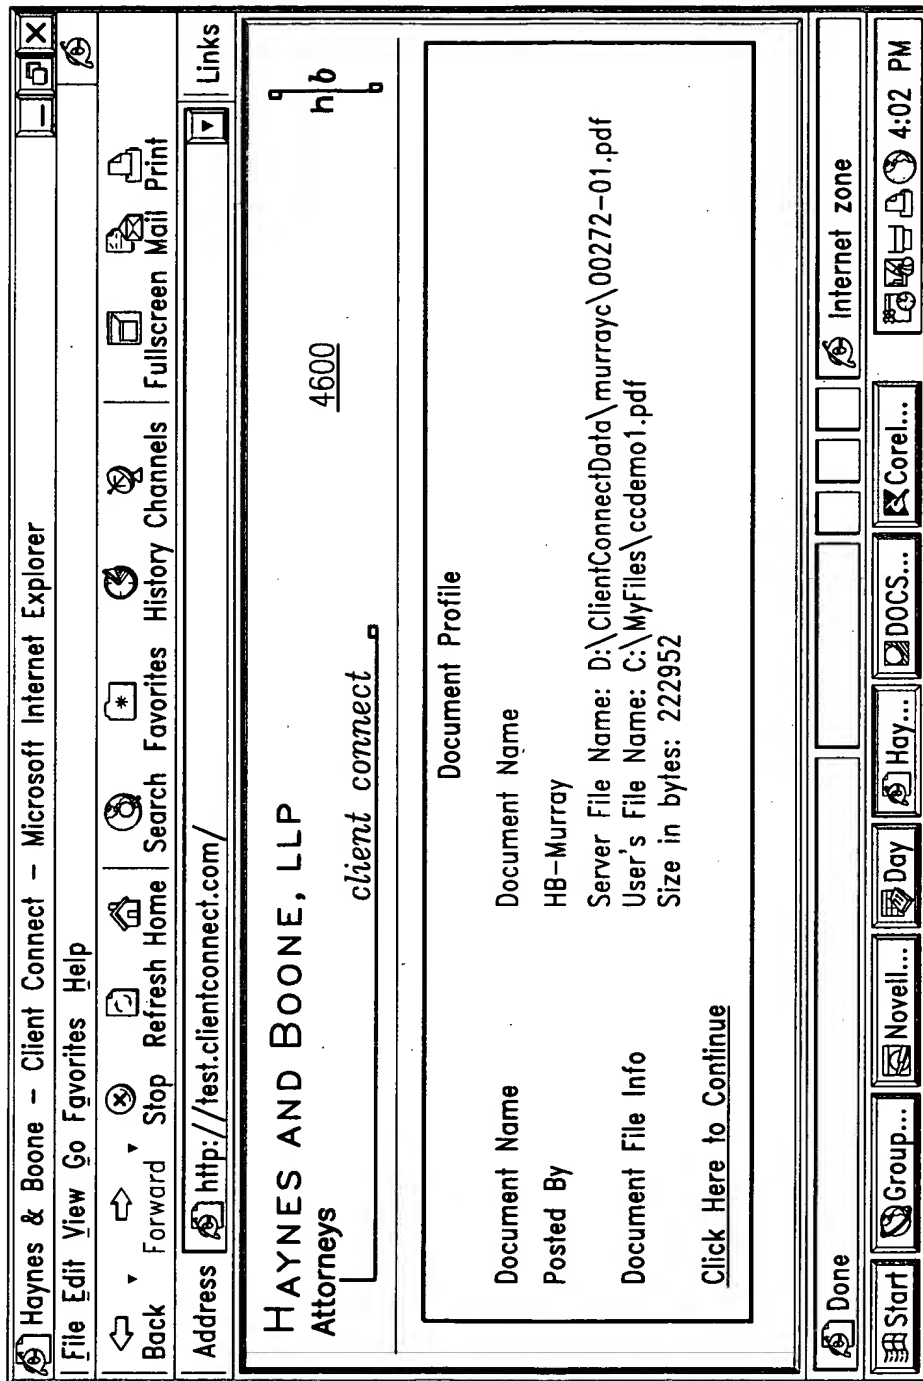 Haynes & Boone – Client Connect – Microsoft Internet Explorer
File Edit View Go Favorites Help
Back Forward Stop Refresh Home Search Favorites History Channels Fullscreen Mail Print
Address http://test.clientconnect.com/ Links
HAYNES AND BOONE, LLP
Attorneys
client connect
4600
h b
Document Profile
Document Name Document Name
Posted By HB-Murray
Document File Info Server File Name: D:\ClientConnectData\murrayc\00272-01.pdf
User's File Name: C:\MyFiles\ccdemo1.pdf
Size in bytes: 222952
Click Here to Continue
Done Internet zone
Start Group... Novell... Day Hay... DOCS... Corel... 4:02 PM